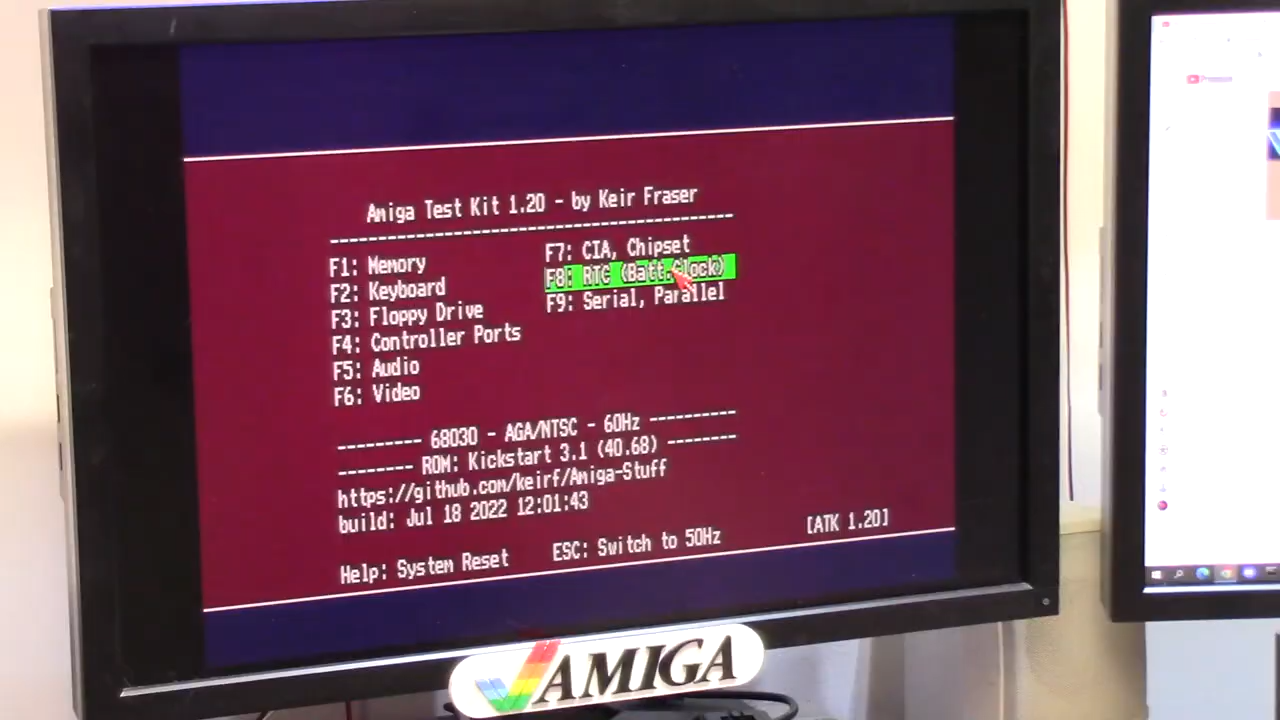 Amiga Test Kit 1.20 - by Keir Fraser
------------------------------------------
F1: Memory
F2: Keyboard
F3: Floppy Drive
F4: Controller Ports
F5: Audio
F6: Video
F7: CIA, Chipset
F8: RTC (Batt.Clock)
F9: Serial, Parallel
--------- 68030 - AGA/NTSC - 60Hz ----------
-------- ROM: Kickstart 3.1 (40.68) --------
https://github.com/keirf/Amiga-Stuff
build: Jul 18 2022 12:01:43
Help: System Reset
ESC: Switch to 50Hz
[ATK 1.20]
AMIGA
Premium